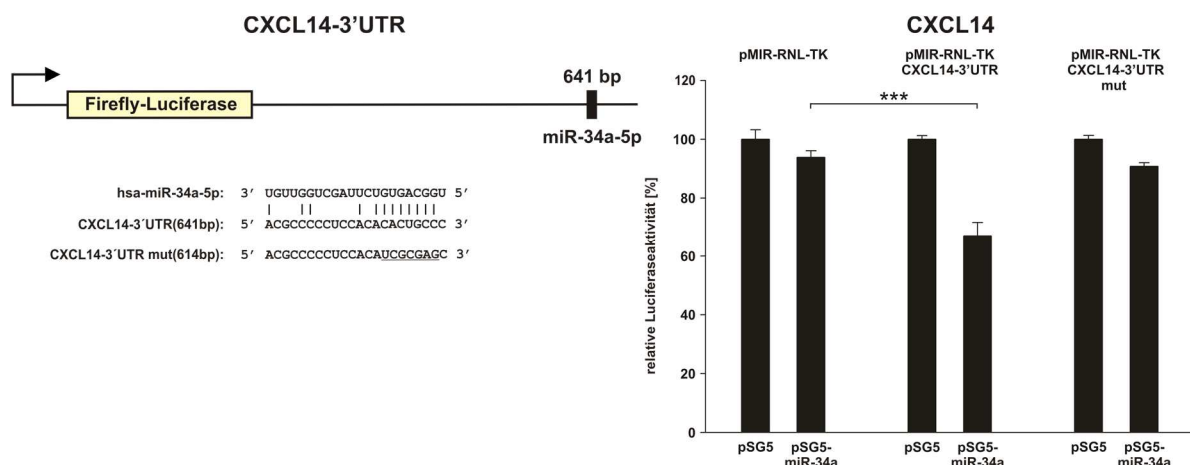 CXCL14-3’UTR
641 bp
Firefly-Luciferase
miR-34a-5p
hsa-miR-34a-5p: 3′ UGUUGGUCGAUUCUGUGACGGU 5′
CXCL14-3´UTR(641bp): 5′ ACGCCCCCUCCACACACUGCCC 3′
CXCL14-3´UTR mut(614bp): 5′ ACGCCCCCUCCACAUCGCGAGC 3′
CXCL14
pMIR-RNL-TK
pMIR-RNL-TK
CXCL14-3’UTR
pMIR-RNL-TK
CXCL14-3’UTR
mut
relative Luciferaseaktivität [%]
120
100
80
60
40
20
0
***
pSG5
pSG5-
miR-34a
pSG5
pSG5-
miR-34a
pSG5
pSG5-
miR-34a